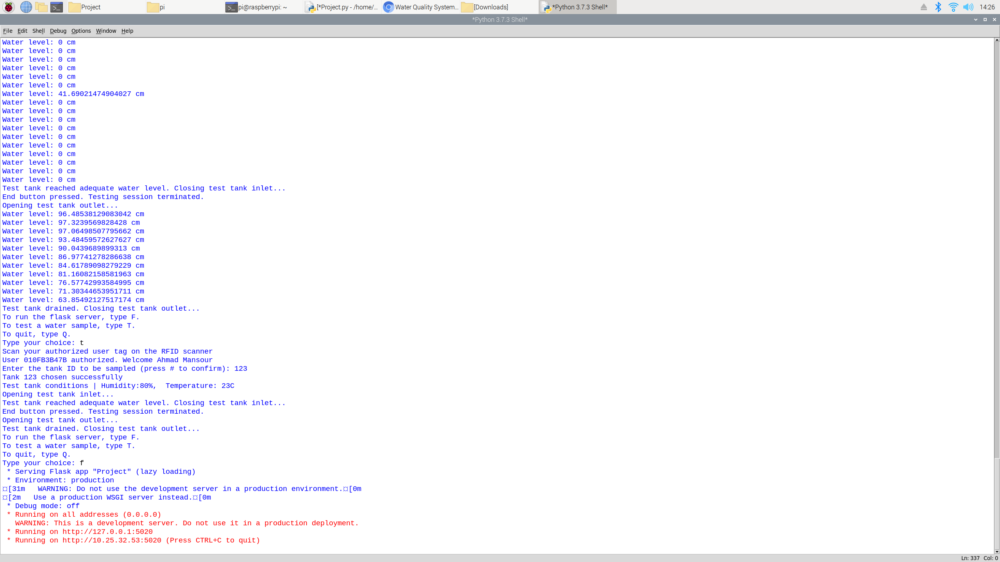 Project
pi
pi@raspberrypi: ~
[*Project.py - /home/...
Water Quality System...
[Downloads]
*Python 3.7.3 Shell*
14:26
*Python 3.7.3 Shell*
File Edit Shell Debug Options Window Help
Water level: 0 cm
Water level: 0 cm
Water level: 0 cm
Water level: 0 cm
Water level: 0 cm
Water level: 0 cm
Water level: 41.69021474904027 cm
Water level: 0 cm
Water level: 0 cm
Water level: 0 cm
Water level: 0 cm
Water level: 0 cm
Water level: 0 cm
Water level: 0 cm
Water level: 0 cm
Water level: 0 cm
Water level: 0 cm
Test tank reached adequate water level. Closing test tank inlet...
End button pressed. Testing session terminated.
Opening test tank outlet...
Water level: 96.48538129083042 cm
Water level: 97.3239569828428 cm
Water level: 97.06498507795662 cm
Water level: 93.48459572627627 cm
Water level: 90.0439689899313 cm
Water level: 86.97741278286638 cm
Water level: 84.61789098279229 cm
Water level: 81.16082158581963 cm
Water level: 76.57742993584995 cm
Water level: 71.30344653951711 cm
Water level: 63.85492127517174 cm
Test tank drained. Closing test tank outlet...
To run the flask server, type F.
To test a water sample, type T.
To quit, type Q.
Type your choice: t
Scan your authorized user tag on the RFID scanner
User 010FB3B47B authorized. Welcome Ahmad Mansour
Enter the tank ID to be sampled (press # to confirm): 123
Tank 123 chosen successfully
Test tank conditions | Humidity:80%,  Temperature: 23C
Opening test tank inlet...
Test tank reached adequate water level. Closing test tank inlet...
End button pressed. Testing session terminated.
Opening test tank outlet...
Test tank drained. Closing test tank outlet...
To run the flask server, type F.
To test a water sample, type T.
To quit, type Q.
Type your choice: f
 * Serving Flask app "Project" (lazy loading)
 * Environment: production
¤[31m   WARNING: Do not use the development server in a production environment.¤[0m
¤[2m   Use a production WSGI server instead.¤[0m
 * Debug mode: off
 * Running on all addresses (0.0.0.0)
   WARNING: This is a development server. Do not use it in a production deployment.
 * Running on http://127.0.0.1:5020
 * Running on http://10.25.32.53:5020 (Press CTRL+C to quit)
Ln: 337 Col: 0